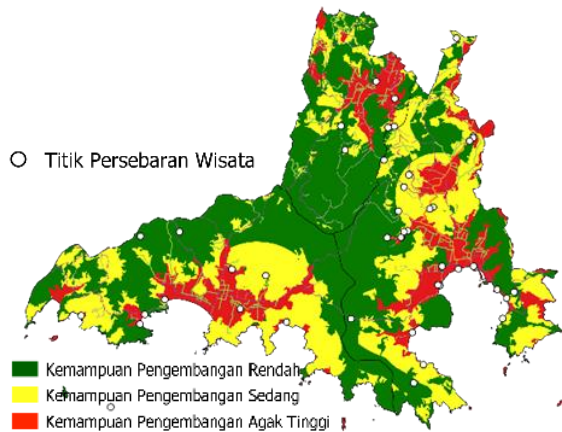 Titik Persebaran Wisata
Kemampuan Pengembangan Rendah
Kemampuan Pengembangan Sedang
Kemampuan Pengembangan Agak Tinggi